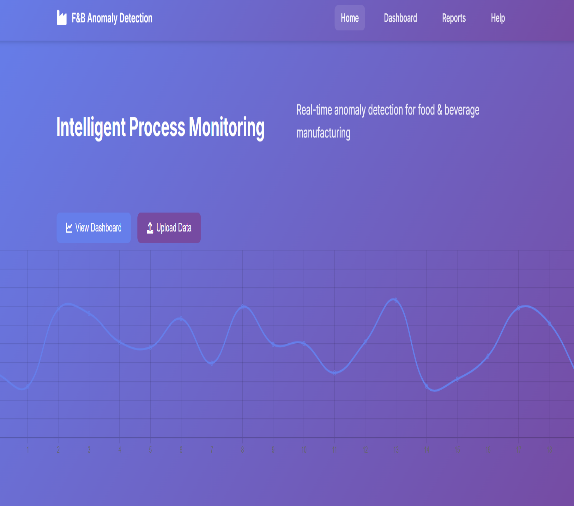 F&B Anomaly Detection
Home
Dashboard
Reports
Help
Intelligent Process Monitoring
Real-time anomaly detection for food & beverage
manufacturing
View Dashboard
Upload Data